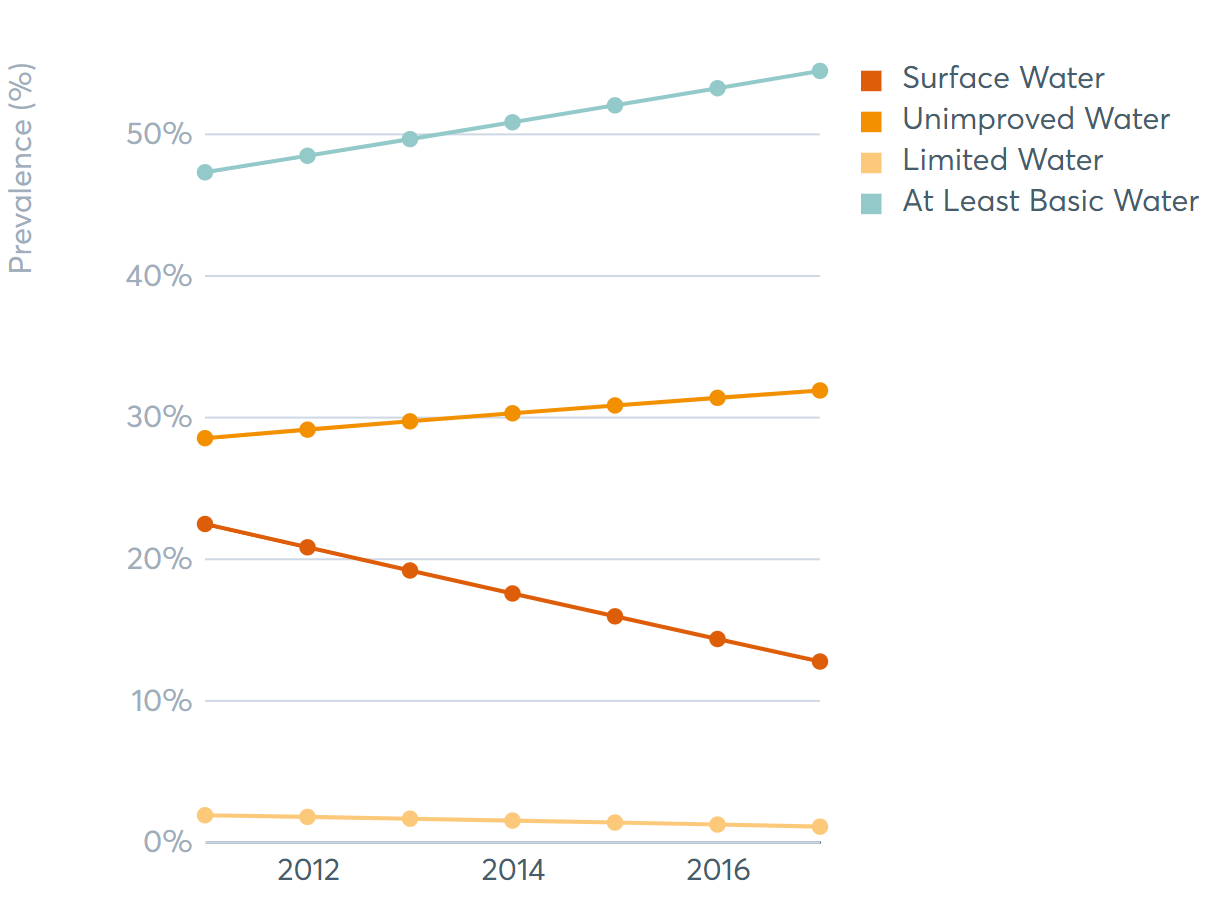 Prevalence (%)
50%
40%
30%
20%
10%
0%
2012
2014
2016
Surface Water
Unimproved Water
Limited Water
At Least Basic Water